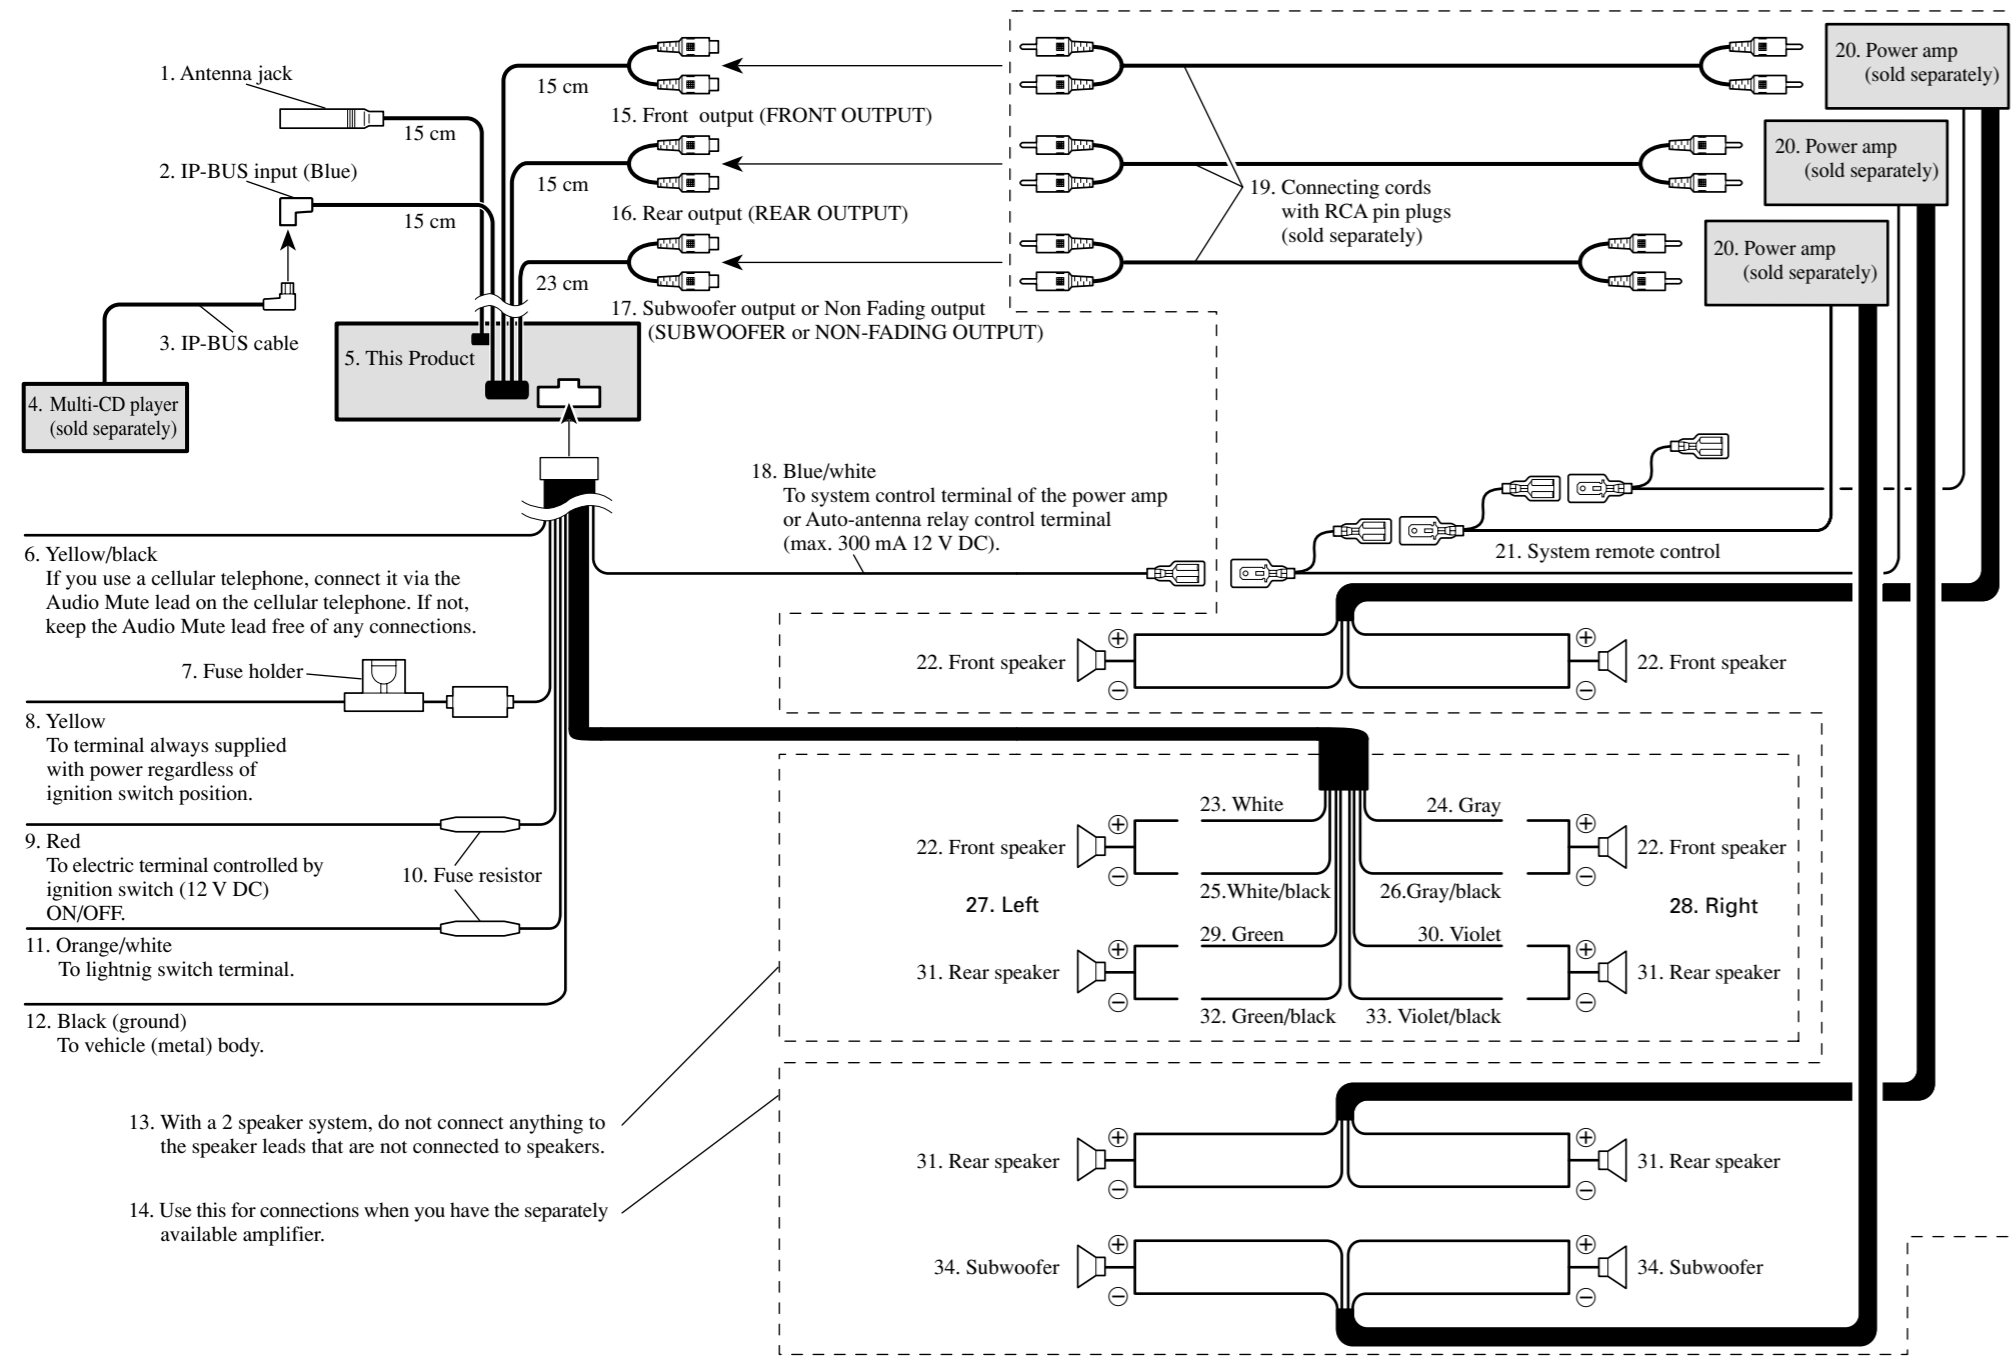 1. Antenna jack
15 cm
2. IP-BUS input (Blue)
15 cm
3. IP-BUS cable
4. Multi-CD player
(sold separately)
5. This Product
15 cm
15. Front output (FRONT OUTPUT)
15 cm
16. Rear output (REAR OUTPUT)
23 cm
17. Subwoofer output or Non Fading output
(SUBWOOFER or NON-FADING OUTPUT)
19. Connecting cords
with RCA pin plugs
(sold separately)
20. Power amp
(sold separately)
20. Power amp
(sold separately)
20. Power amp
(sold separately)
18. Blue/white
To system control terminal of the power amp
or Auto-antenna relay control terminal
(max. 300 mA 12 V DC).
21. System remote control
6. Yellow/black
If you use a cellular telephone, connect it via the
Audio Mute lead on the cellular telephone. If not,
keep the Audio Mute lead free of any connections.
7. Fuse holder
8. Yellow
To terminal always supplied
with power regardless of
ignition switch position.
9. Red
To electric terminal controlled by
ignition switch (12 V DC)
ON/OFF.
10. Fuse resistor
11. Orange/white
To lightnig switch terminal.
12. Black (ground)
To vehicle (metal) body.
13. With a 2 speaker system, do not connect anything to
the speaker leads that are not connected to speakers.
14. Use this for connections when you have the separately
available amplifier.
22. Front speaker
⊕
⊖
⊕
⊖
22. Front speaker
23. White
24. Gray
22. Front speaker
⊕
⊖
⊕
⊖
22. Front speaker
25.White/black
26.Gray/black
27. Left
28. Right
29. Green
30. Violet
31. Rear speaker
⊕
⊖
⊕
⊖
31. Rear speaker
32. Green/black
33. Violet/black
31. Rear speaker
⊕
⊖
⊕
⊖
31. Rear speaker
34. Subwoofer
⊕
⊖
⊕
⊖
34. Subwoofer